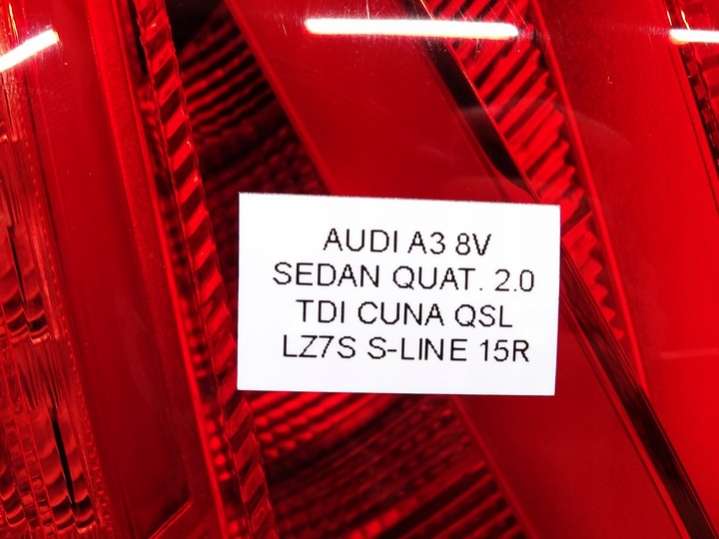 AUDI A3 8V
SEDAN QUAT. 2.0
TDI CUNA QSL
LZ7S S-LINE 15R